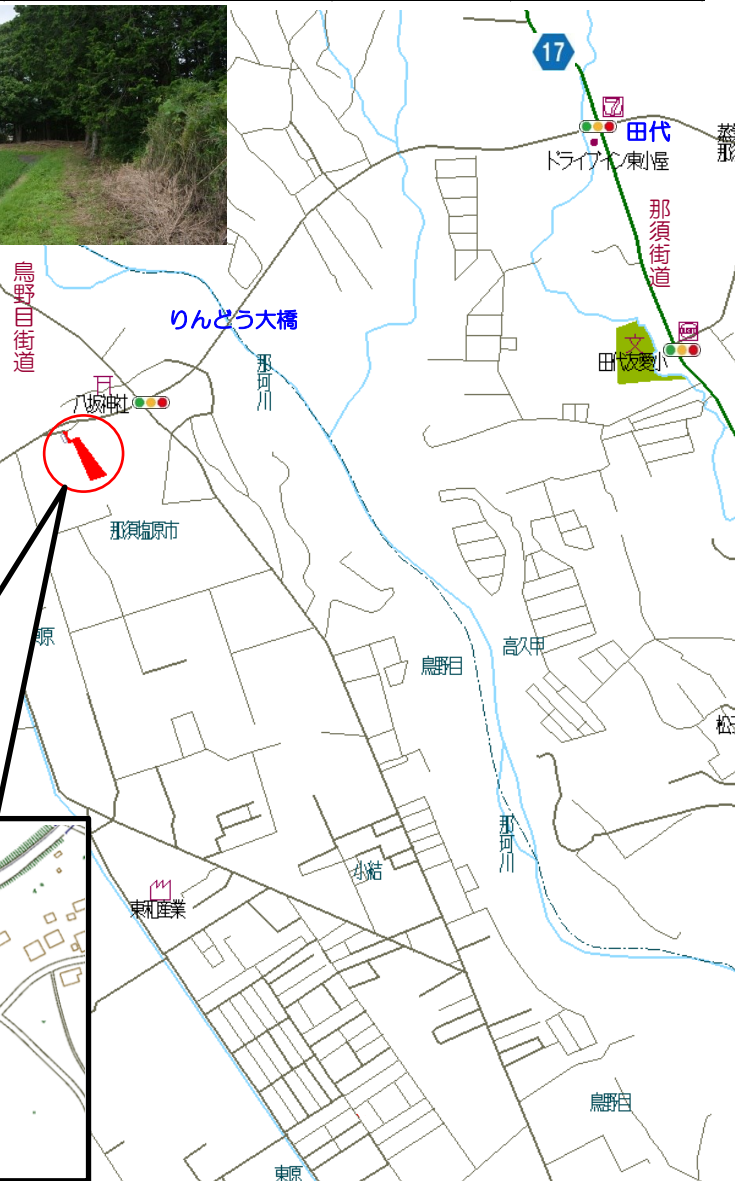 17
田代
ドライブイン東小屋
那須街道
鳥野目街道
りんどう大橋
那珂川
文
田代友愛小
八坂神社
那須塩原市
高久甲
鳥野目
那珂川
小結
東和産業
鳥野目
東原